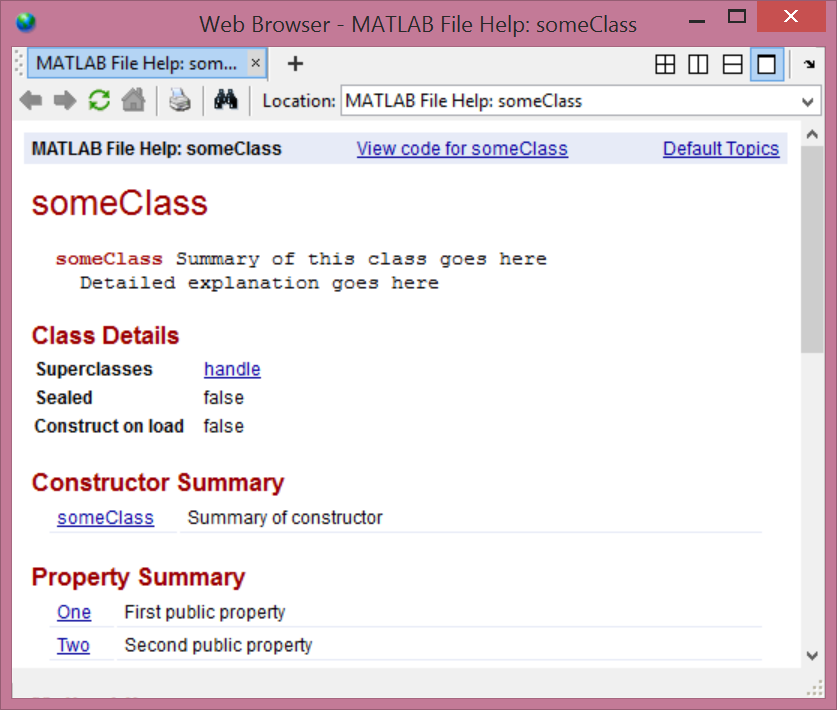 Web Browser - MATLAB File Help: someClass
MATLAB File Help: som... × +
Location: MATLAB File Help: someClass
MATLAB File Help: someClass View code for someClass Default Topics
someClass
someClass Summary of this class goes here
Detailed explanation goes here
Class Details
Superclasses handle
Sealed false
Construct on load false
Constructor Summary
someClass Summary of constructor
Property Summary
One First public property
Two Second public property